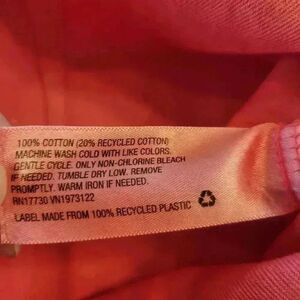 100% COTTON (20% RECYCLED COTTON)
MACHINE WASH COLD WITH LIKE COLORS.
GENTLE CYCLE. ONLY NON-CHLORINE BLEACH
IF NEEDED. TUMBLE DRY LOW. REMOVE
PROMPTLY. WARM IRON IF NEEDED.
RN17730 VN1973122
LABEL MADE FROM 100% RECYCLED PLASTIC